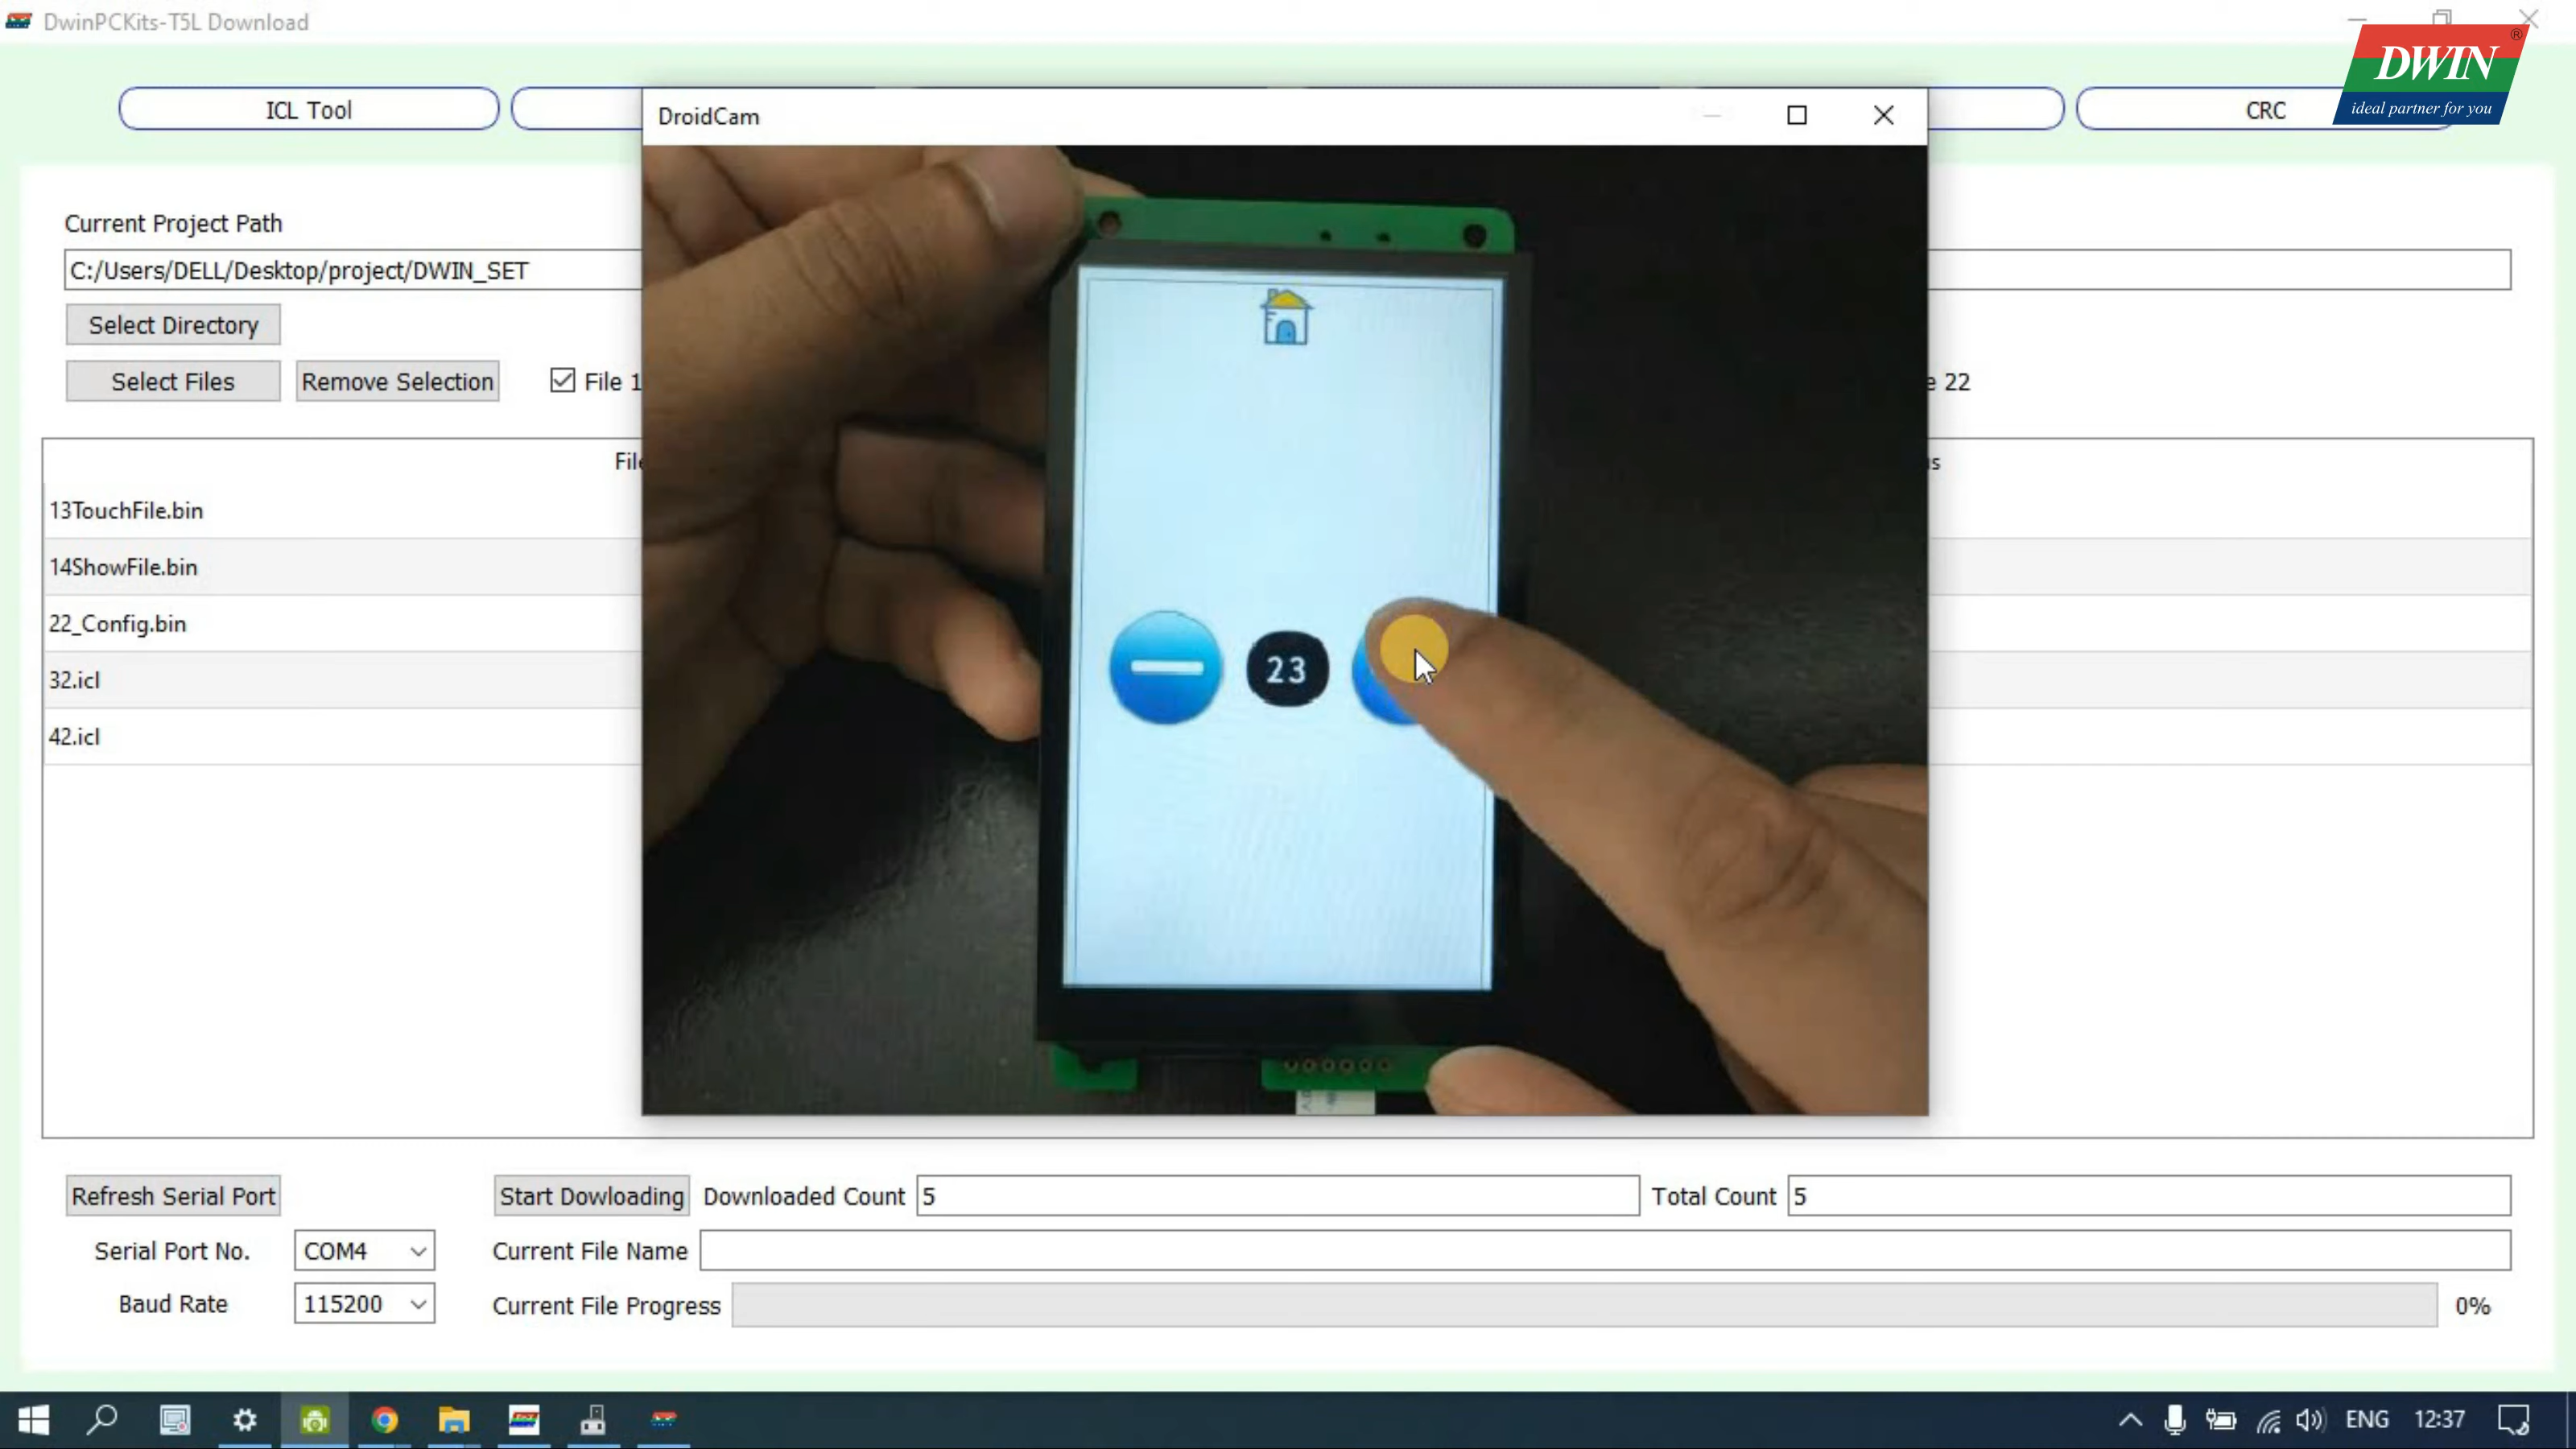 DwinPCKits-T5L Download
DWIN ®
ideal partner for you
ICL Tool
CRC
DroidCam
Current Project Path
C:/Users/DELL/Desktop/project/DWIN_SET
Select Directory
Select Files Remove Selection File 1 22
13TouchFile.bin
14ShowFile.bin
22_Config.bin
32.icl
42.icl
23
Refresh Serial Port Start Dowloading Downloaded Count 5 Total Count 5
Serial Port No. COM4 Current File Name
Baud Rate 115200 Current File Progress 0%
ENG 12:37